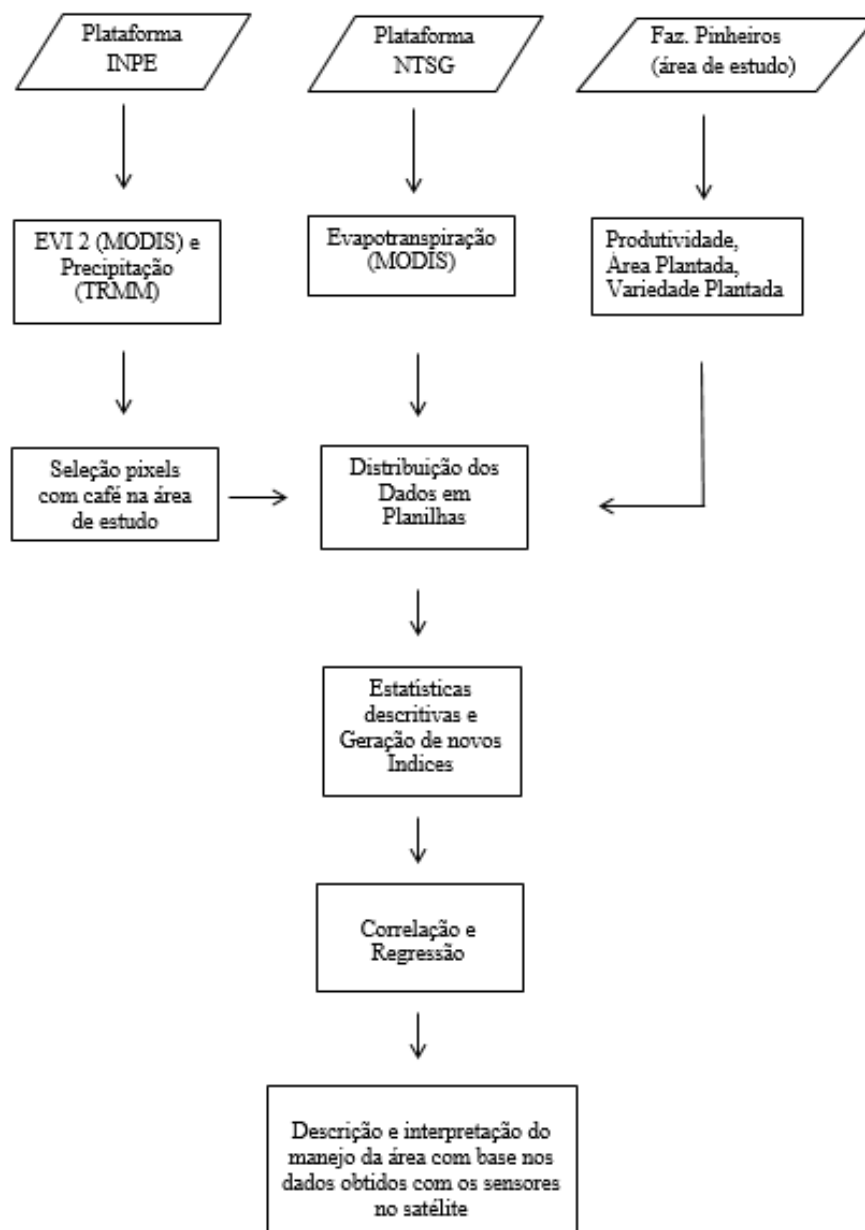 Plataforma
INPE
Plataforma
NTSG
Faz. Pinheiros
(área de estudo)
EVI 2 (MODIS) e
Precipitação
(TRMM)
Evapotranspiração
(MODIS)
Produtividade,
Área Plantada,
Variedade Plantada
Seleção pixels
com café na área
de estudo
Distribuição dos
Dados em
Planilhas
Estatísticas
descritivas e
Geração de novos
Índices
Correlação e
Regressão
Descrição e interpretação do
manejo da área com base nos
dados obtidos com os sensores
no satélite